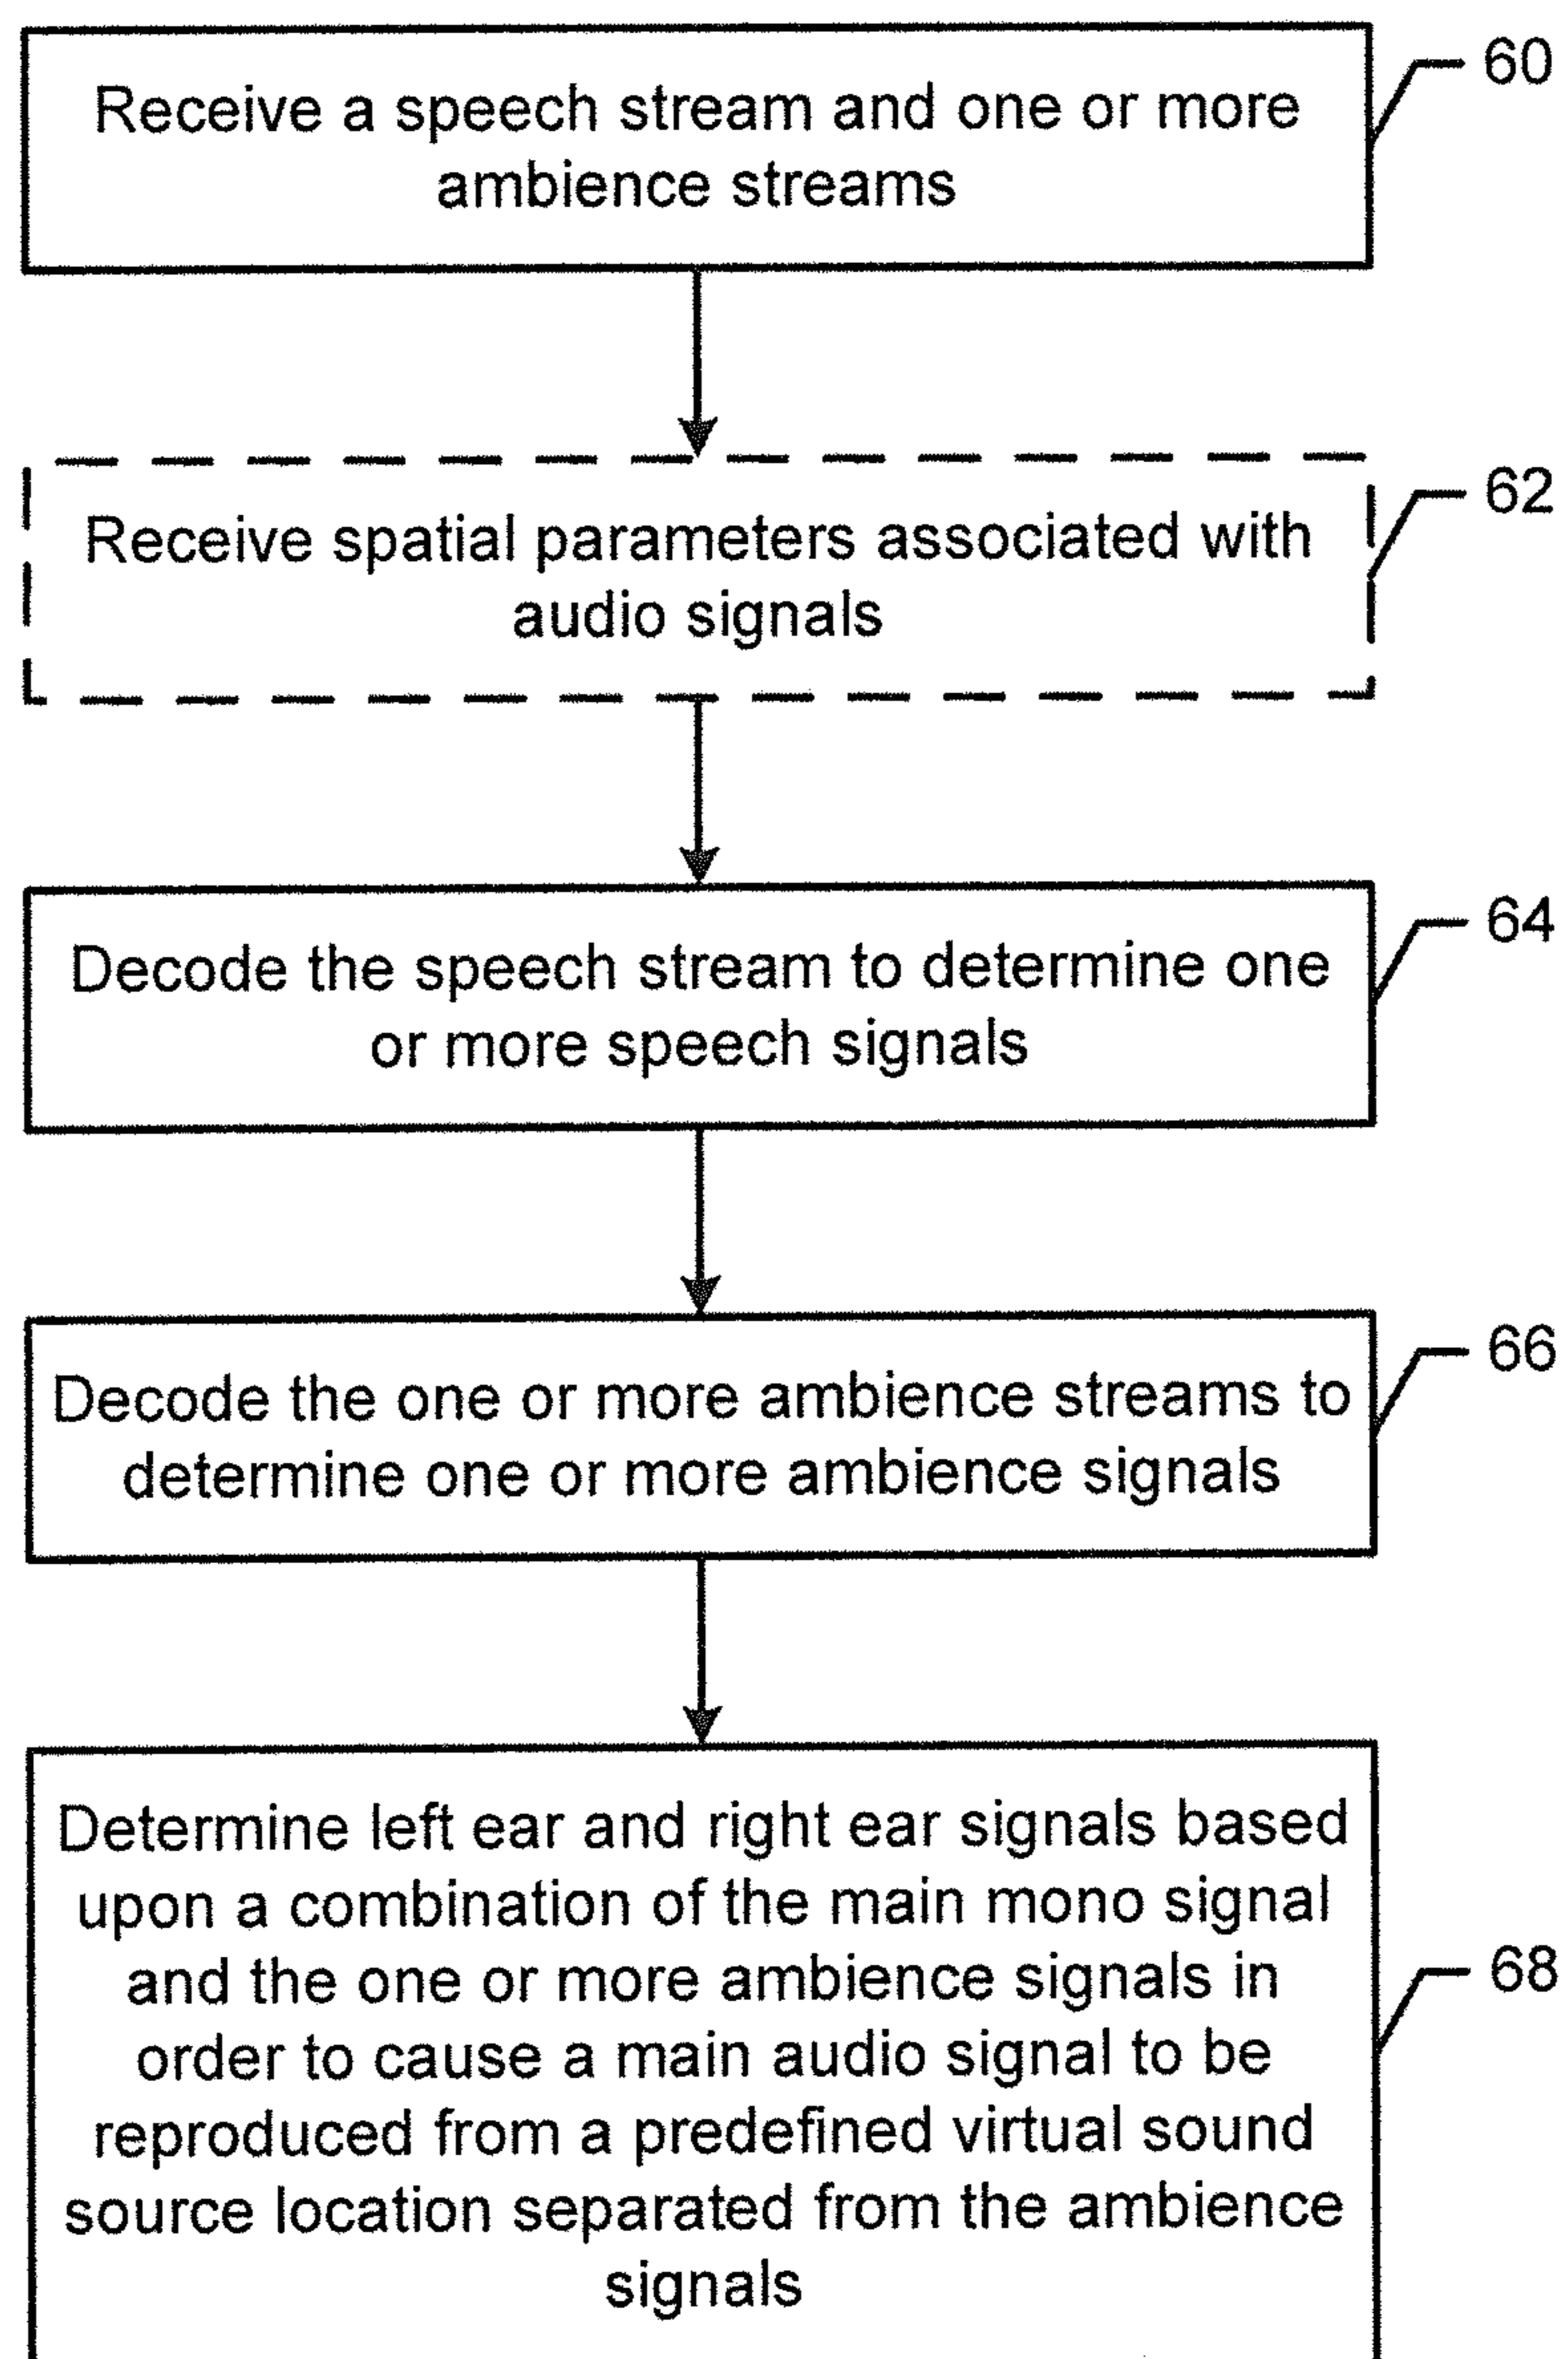 60
Receive a speech stream and one or more
ambience streams
62
Receive spatial parameters associated with
audio signals
64
Decode the speech stream to determine one
or more speech signals
66
Decode the one or more ambience streams to
determine one or more ambience signals
68
Determine left ear and right ear signals based
upon a combination of the main mono signal
and the one or more ambience signals in
order to cause a main audio signal to be
reproduced from a predefined virtual sound
source location separated from the ambience
signals